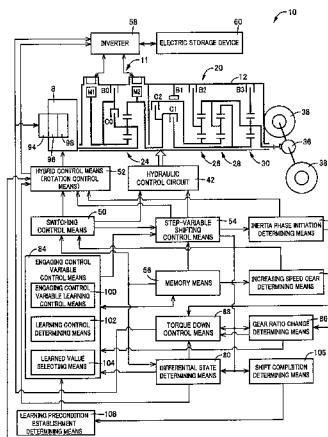 10
58
60
INVERTER
ELECTRIC STORAGE DEVICE
11
20
12
8
M1
B0
M2
B1
B2
B3
C2
C0
C1
38
36
38
94
96
98
24
26
28
30
52
42
HYBRID CONTROL MEANS
(ROTATION CONTROL
MEANS)
HYDRAULIC
CONTROL CIRCUIT
50
54
SWITCHING
CONTROL MEANS
STEP-VARIABLE
SHIFTING
CONTROL MEANS
INERTIA PHASE INITIATION
DETERMINING MEANS
84
56
ENGAGING CONTROL
VARIABLE
CONTROL MEANS
MEMORY MEANS
INCREASING SPEED GEAR
DETERMINING MEANS
100
ENGAGING CONTROL
VARIABLE LEARNING CONTROL
MEANS
68
86
102
LEARNING CONTROL
DETERMINING MEANS
TORQUE DOWN CONTROL
MEANS
GEAR RATIO CHANGE
DETERMINING MEANS
104
80
105
LEARNED VALUE
SELECTING MEANS
DIFFERENTIAL STATE
DETERMINING MEANS
SHIFT COMPLETION
DETERMINING MEANS
108
LEARNING PRECONDITION
ESTABLISHMENT
DETERMINING MEANS